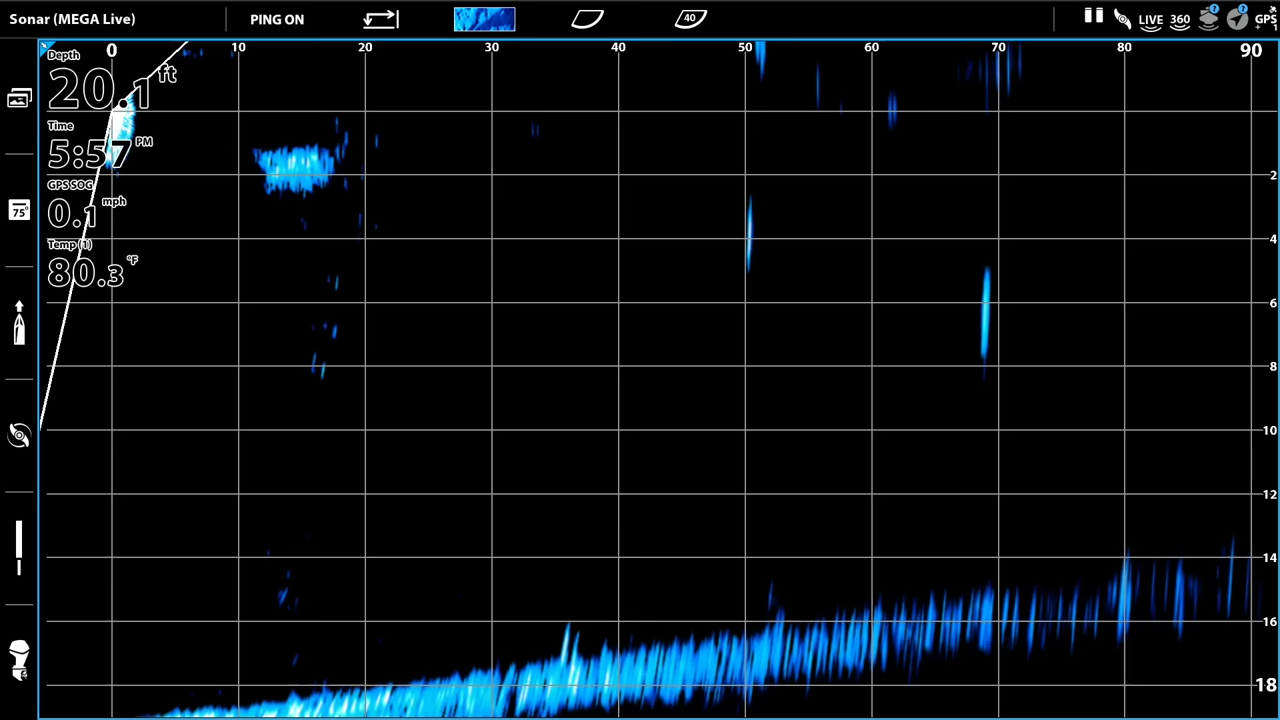 Sonar (MEGA Live) PING ON 40 LIVE 360 ? ? GPS
0 10 20 30 40 50 60 70 80 90
Depth
20.1 ft
Time
5:57 PM
2
75°
GPS SOG
0.1 mph
4
Temp (1)
80.3 °F
6
8
10
12
14
16
18